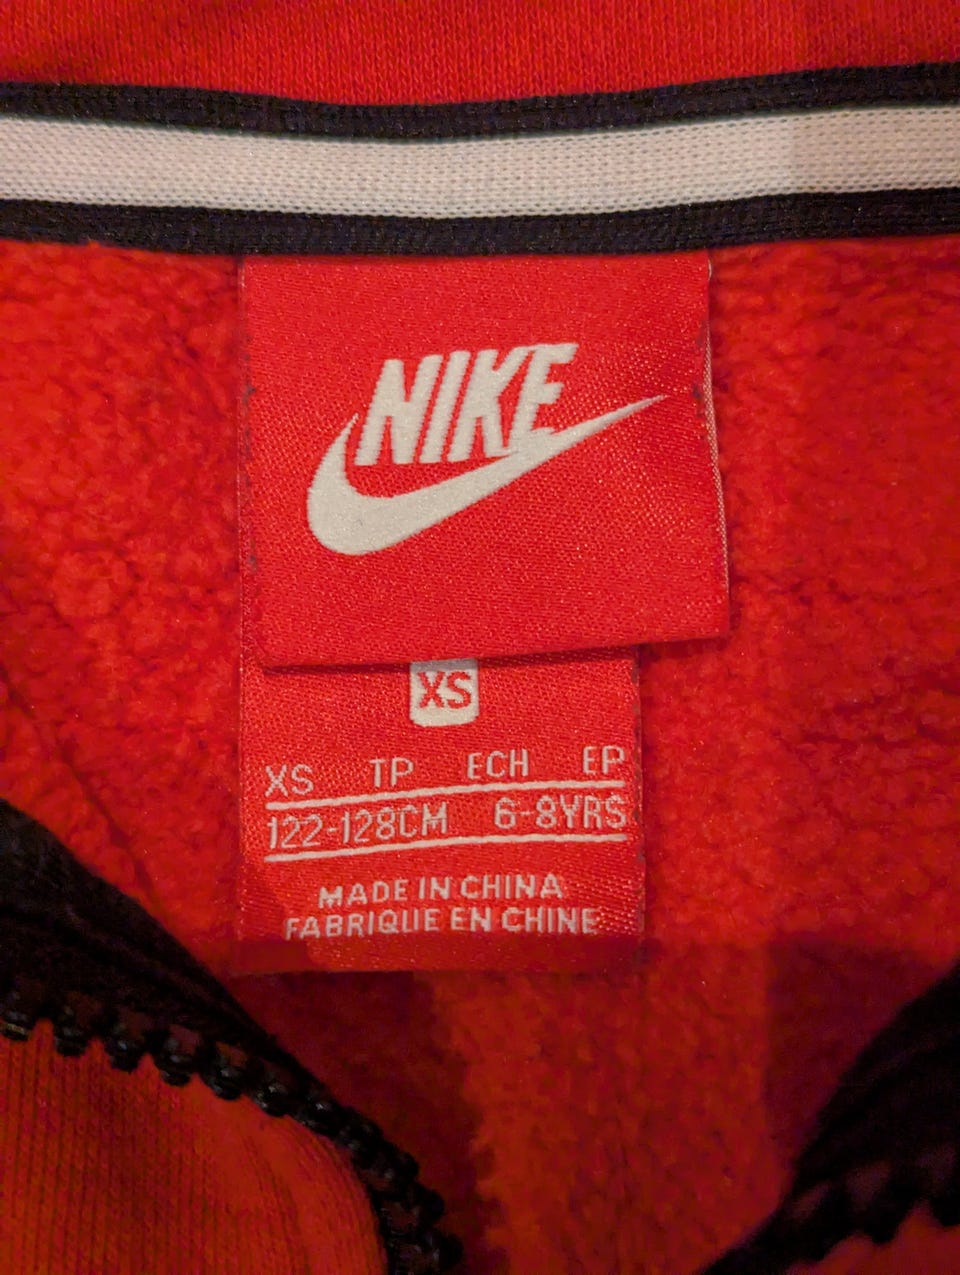 NIKE
XS
XS TP ECH EP
122-128CM 6-8YRS
MADE IN CHINA
FABRIQUE EN CHINE